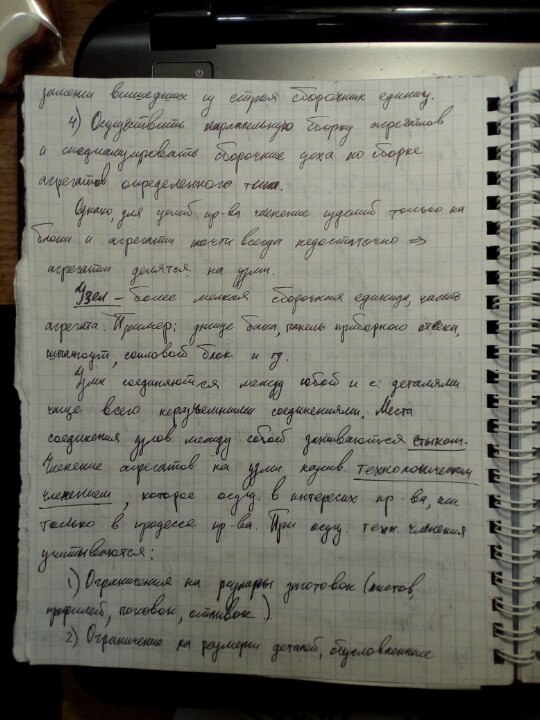 замены вышедших из строя сборочных единиц.
4) Осуществить параллельную сборку агрегатов
и специализировать сборочные цеха по сборке
агрегатов определенного типа.
Однако, для целей пр-ва членение изделий только на
блоки и агрегаты почти всегда недостаточно ⇒
агрегаты делятся на узлы.
Узел – более мелкая сборочная единица, часть
агрегата. Пример: днище бака, панель приборного отсека,
шпангоут, силовой блок и тд.
Узлы соединяются между собой и с деталями
чаще всего неразъемными соединениями. Места
соединения узлов между собой называются стыком.
Членение агрегатов на узлы назыв. технологическим
членением, которое осущ. в интересах пр-ва,
только в процессе пр-ва. При осущ. техн. членения
учитываются:
1) Ограничения на размеры заготовок (листов,
профилей, поковок, отливок)
2) Ограничение на размеры деталей, обусловленные